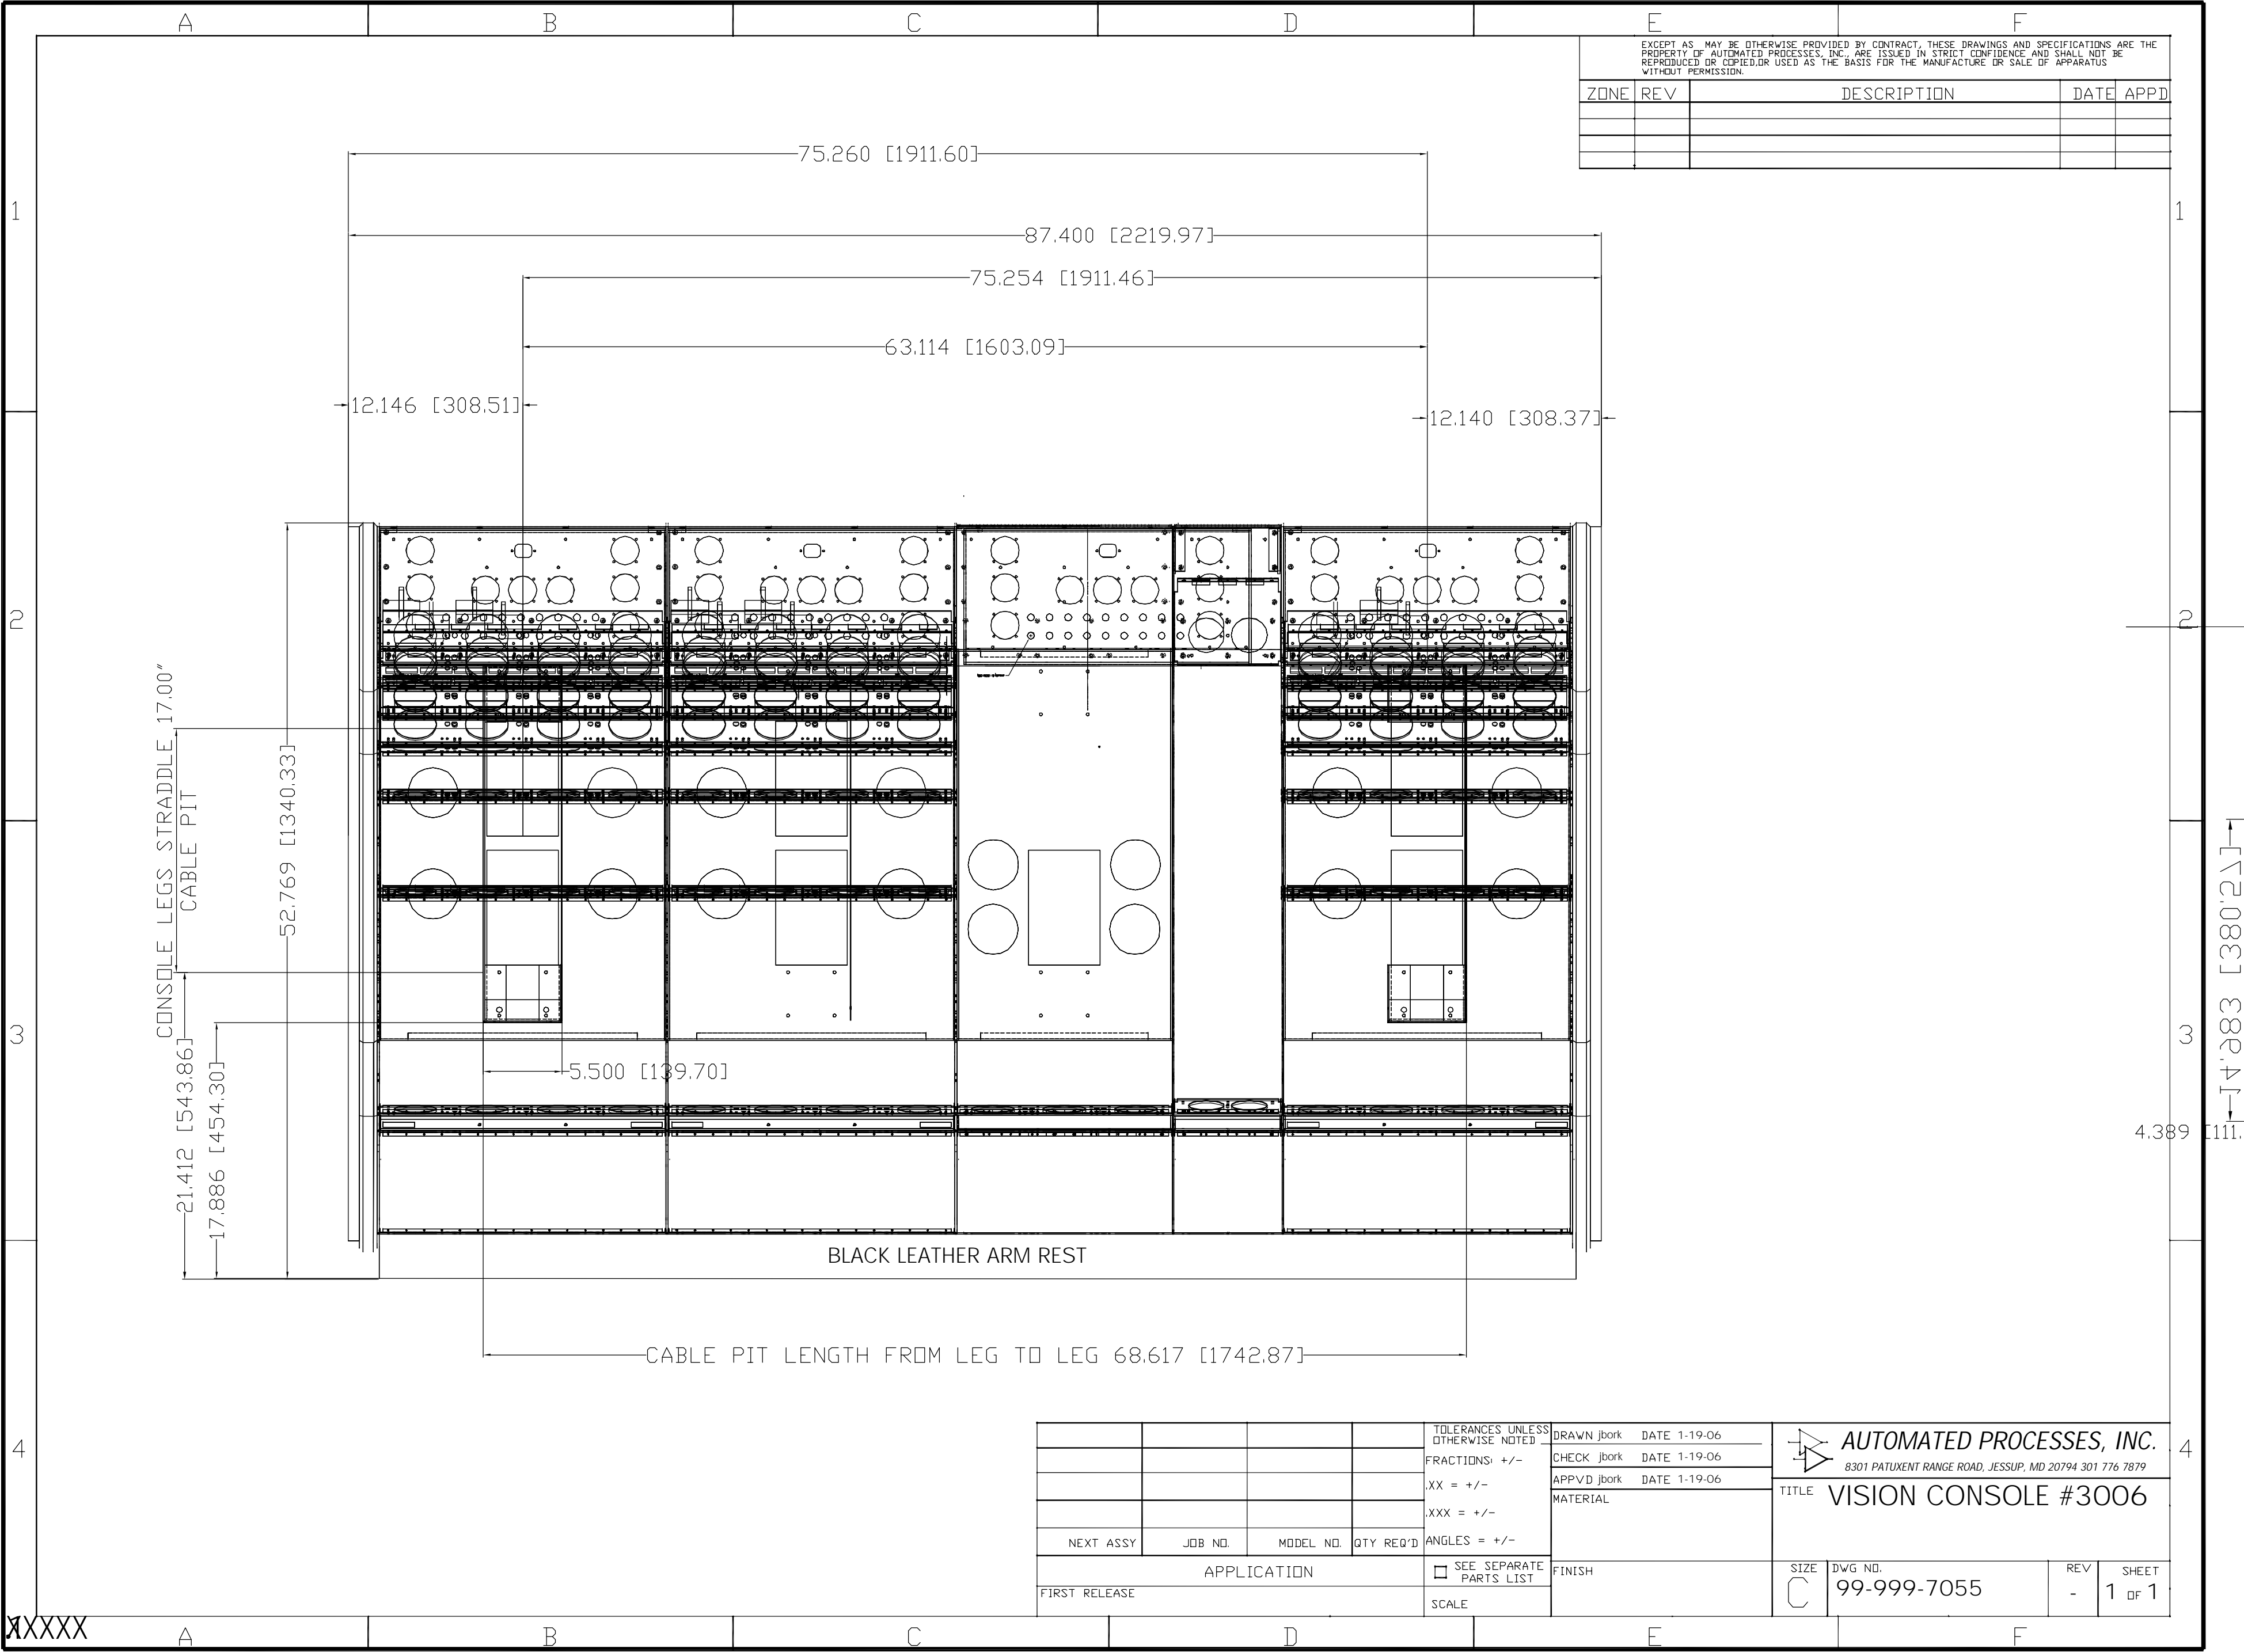 A B C D E F
EXCEPT AS MAY BE OTHERWISE PROVIDED BY CONTRACT, THESE DRAWINGS AND SPECIFICATIONS ARE THE
PROPERTY OF AUTOMATED PROCESSES, INC., ARE ISSUED IN STRICT CONFIDENCE AND SHALL NOT BE
REPRODUCED OR COPIED,OR USED AS THE BASIS FOR THE MANUFACTURE OR SALE OF APPARATUS
WITHOUT PERMISSION.
ZONE REV DESCRIPTION DATE APPD
75.260 [1911.60]
1 1
87.400 [2219.97]
75.254 [1911.46]
63.114 [1603.09]
12.146 [308.51]
12.140 [308.37]
2 2
CONSOLE LEGS STRADDLE 17.00"
CABLE PIT
52.769 [1340.33]
14.983 [380.57]
3 3
5.500 [139.70]
21.412 [543.86]
17.886 [454.30]
4.389 [111.
BLACK LEATHER ARM REST
CABLE PIT LENGTH FROM LEG TO LEG 68.617 [1742.87]
4 4
TOLERANCES UNLESS
OTHERWISE NOTED
FRACTIONS: +/-
.XX = +/-
.XXX = +/-
ANGLES = +/-
DRAWN jbork DATE 1-19-06
CHECK jbork DATE 1-19-06
APPVD jbork DATE 1-19-06
MATERIAL
AUTOMATED PROCESSES, INC.
8301 PATUXENT RANGE ROAD, JESSUP, MD 20794 301 776 7879
TITLE VISION CONSOLE #3006
NEXT ASSY JOB NO. MODEL NO. QTY REQ'D
APPLICATION
SEE SEPARATE
PARTS LIST
FINISH
FIRST RELEASE
SCALE
SIZE C
DWG NO. 99-999-7055
REV -
SHEET 1 OF 1
XXXXX
A B C D E F